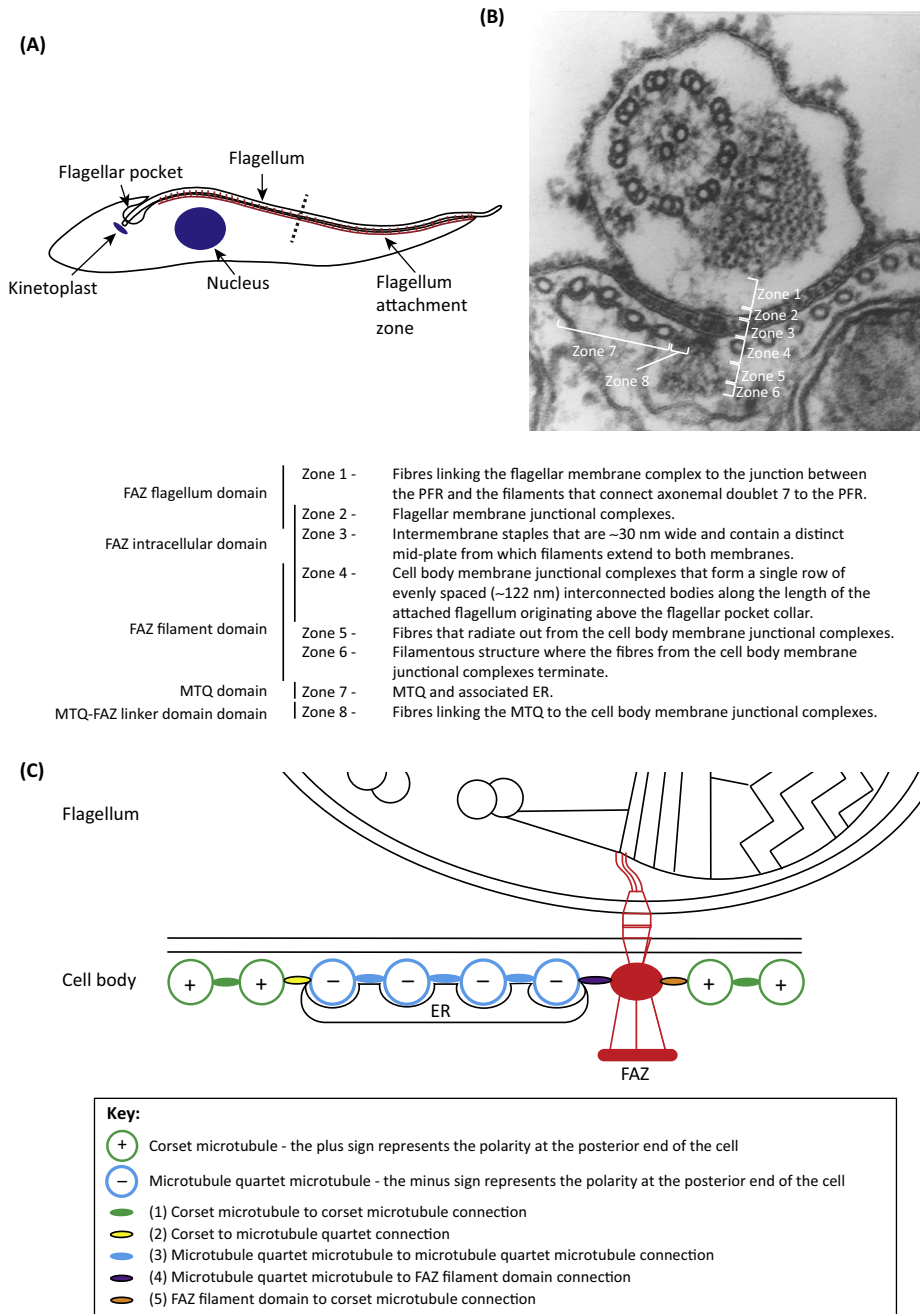 (A)
Flagellar pocket
Flagellum
Kinetoplast
Nucleus
Flagellum
attachment
zone
(B)
Zone 1
Zone 2
Zone 3
Zone 4
Zone 5
Zone 6
Zone 7
Zone 8
FAZ flagellum domain
FAZ intracellular domain
FAZ filament domain
MTQ domain
MTQ-FAZ linker domain domain
Zone 1 - Fibres linking the flagellar membrane complex to the junction between
the PFR and the filaments that connect axonemal doublet 7 to the PFR.
Zone 2 - Flagellar membrane junctional complexes.
Zone 3 - Intermembrane staples that are ~30 nm wide and contain a distinct
mid-plate from which filaments extend to both membranes.
Zone 4 - Cell body membrane junctional complexes that form a single row of
evenly spaced (~122 nm) interconnected bodies along the length of the
attached flagellum originating above the flagellar pocket collar.
Zone 5 - Fibres that radiate out from the cell body membrane junctional complexes.
Zone 6 - Filamentous structure where the fibres from the cell body membrane
junctional complexes terminate.
Zone 7 - MTQ and associated ER.
Zone 8 - Fibres linking the MTQ to the cell body membrane junctional complexes.
(C)
Flagellum
Cell body
+ + − − − − + +
ER
FAZ
Key:
+ Corset microtubule - the plus sign represents the polarity at the posterior end of the cell
− Microtubule quartet microtubule - the minus sign represents the polarity at the posterior end of the cell
(1) Corset microtubule to corset microtubule connection
(2) Corset to microtubule quartet connection
(3) Microtubule quartet microtubule to microtubule quartet microtubule connection
(4) Microtubule quartet microtubule to FAZ filament domain connection
(5) FAZ filament domain to corset microtubule connection